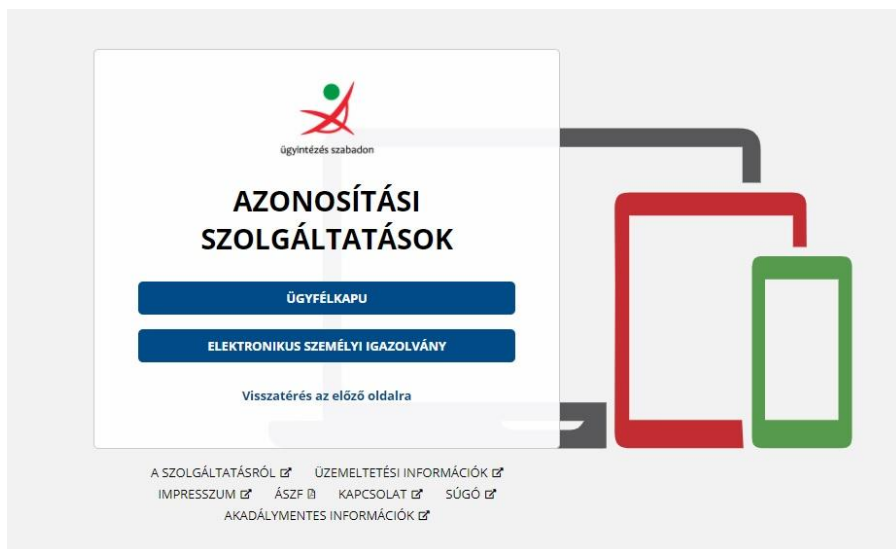 ügyintézés szabadon
AZONOSÍTÁSI
SZOLGÁLTATÁSOK
ÜGYFÉLKAPU
ELEKTRONIKUS SZEMÉLYI IGAZOLVÁNY
Visszatérés az előző oldalra
A SZOLGÁLTATÁSRÓL ÜZEMELTETÉSI INFORMÁCIÓK
IMPRESSZUM ÁSZF KAPCSOLAT SÚGÓ
AKADÁLYMENTES INFORMÁCIÓK